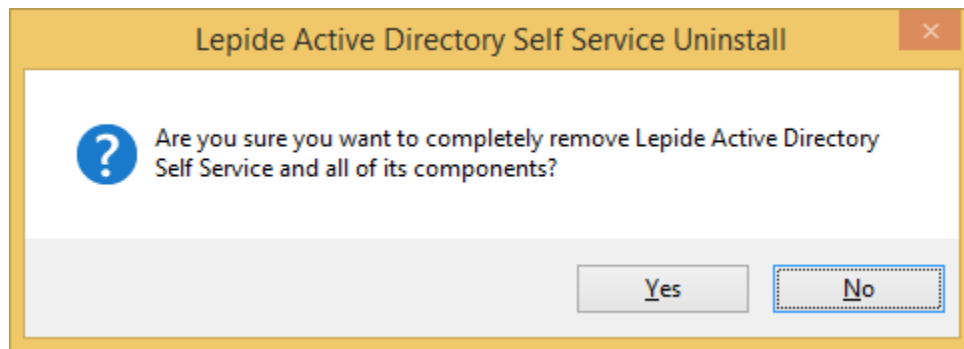 Lepide Active Directory Self Service Uninstall
Are you sure you want to completely remove Lepide Active Directory
Self Service and all of its components?
Yes
No